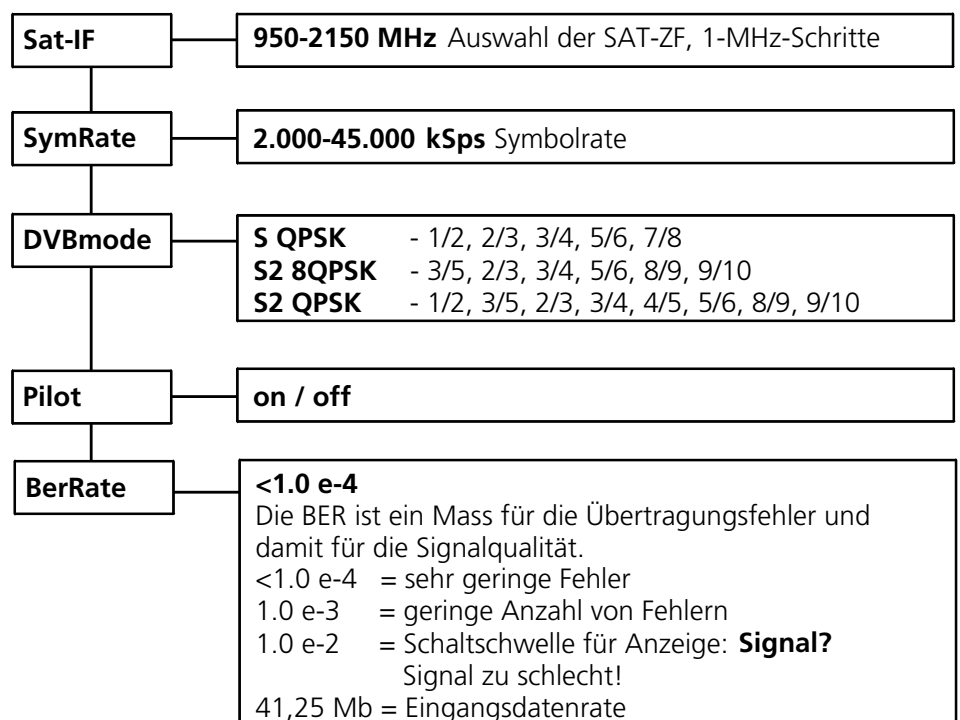 Sat-IF
950-2150 MHz Auswahl der SAT-ZF, 1-MHz-Schritte
SymRate
2.000-45.000 kSps Symbolrate
DVBmode
S QPSK - 1/2, 2/3, 3/4, 5/6, 7/8
S2 8QPSK - 3/5, 2/3, 3/4, 5/6, 8/9, 9/10
S2 QPSK - 1/2, 3/5, 2/3, 3/4, 4/5, 5/6, 8/9, 9/10
Pilot
on / off
BerRate
<1.0 e-4
Die BER ist ein Mass für die Übertragungsfehler und
damit für die Signalqualität.
<1.0 e-4 = sehr geringe Fehler
1.0 e-3 = geringe Anzahl von Fehlern
1.0 e-2 = Schaltschwelle für Anzeige: Signal?
Signal zu schlecht!
41,25 Mb = Eingangsdatenrate